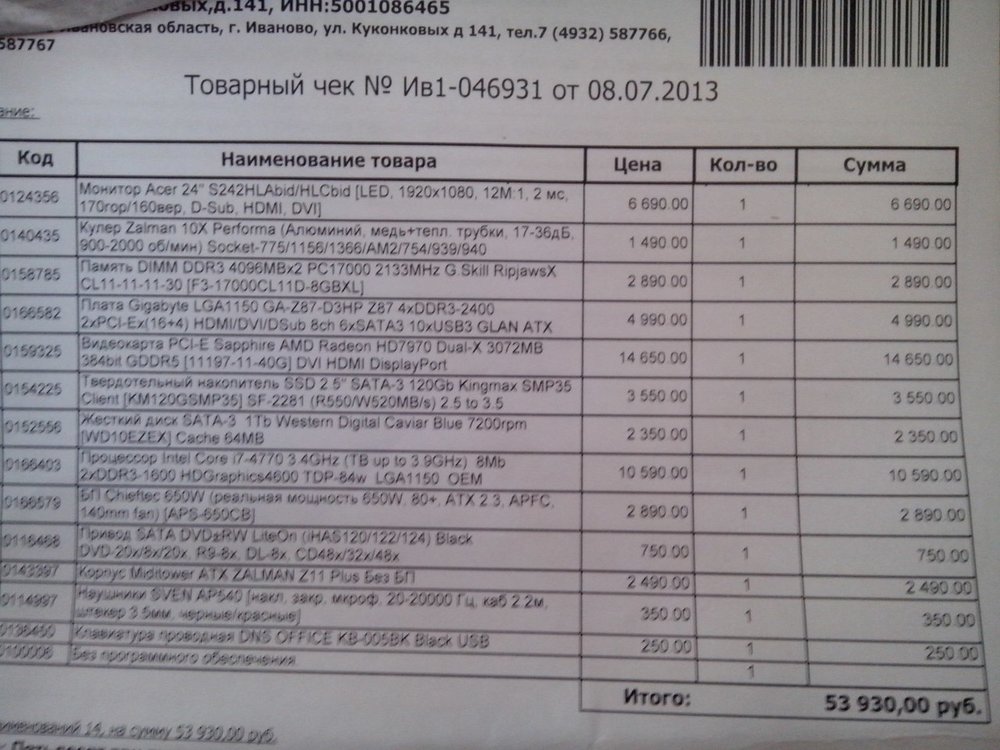 ковых,д.141, ИНН:5001086465
Ивановская область, г. Иваново, ул. Куконковых д 141, тел.7 (4932) 587766,
587767
Товарный чек № Ив1-046931 от 08.07.2013
ание:
Код Наименование товара Цена Кол-во Сумма
0124356 Монитор Acer 24" S242HLAbid/HLCbid [LED, 1920x1080, 12M:1, 2 мс, 6 690.00 1 6 690.00
170гор/160вер, D-Sub, HDMI, DVI]
0140435 Кулер Zalman 10X Performa (Алюминий, медь+тепл. трубки, 17-36дБ, 1 490.00 1 1 490.00
900-2000 об/мин) Socket-775/1156/1366/AM2/754/939/940
0158785 Память DIMM DDR3 4096MBx2 PC17000 2133MHz G.Skill RipjawsX 2 890.00 1 2 890.00
CL11-11-11-30 [F3-17000CL11D-8GBXL]
0166582 Плата Gigabyte LGA1150 GA-Z87-D3HP Z87 4xDDR3-2400 4 990.00 1 4 990.00
2xPCI-Ex(16+4) HDMI/DVI/DSub 8ch 6xSATA3 10xUSB3 GLAN ATX
0159325 Видеокарта PCI-E Sapphire AMD Radeon HD7970 Dual-X 3072MB 14 650.00 1 14 650.00
384bit GDDR5 [11197-11-40G] DVI HDMI DisplayPort
0154225 Твердотельный накопитель SSD 2.5" SATA-3 120Gb Kingmax SMP35 3 550.00 1 3 550.00
Client [KM120GSMP35] SF-2281 (R550/W520MB/s) 2.5 to 3.5
0152556 Жесткий диск SATA-3 1Tb Western Digital Caviar Blue 7200rpm 2 350.00 1 2 350.00
[WD10EZEX] Cache 64MB
0166403 Процессор Intel Core i7-4770 3.4GHz (TB up to 3.9GHz) 8Mb 10 590.00 1 10 590.00
2xDDR3-1600 HDGraphics4600 TDP-84w LGA1150 OEM
0166579 БП Chieftec 650W (реальная мощность 650W, 80+, ATX 2.3, APFC, 2 890.00 1 2 890.00
140mm fan) [APS-650CB]
0116468 Привод SATA DVD±RW LiteOn (iHAS120/122/124) Black 750.00 1 750.00
DVD-20x/8x/20x, R9-8x, DL-8x, CD48x/32x/48x
0143397 Корпус Miditower ATX ZALMAN Z11 Plus Без БП 2 490.00 1 2 490.00
0114997 Наушники SVEN AP540 [накл, закр, микроф, 20-20000 Гц, каб 2.2м, 350.00 1 350.00
штекер 3.5мм, черные/красные]
0136450 Клавиатура проводная DNS OFFICE KB-005BK Black USB 250.00 1 250.00
0100006 Без программного обеспечения 1
Итого: 53 930,00 руб.
именований 14, на сумму 53 930,00 руб.